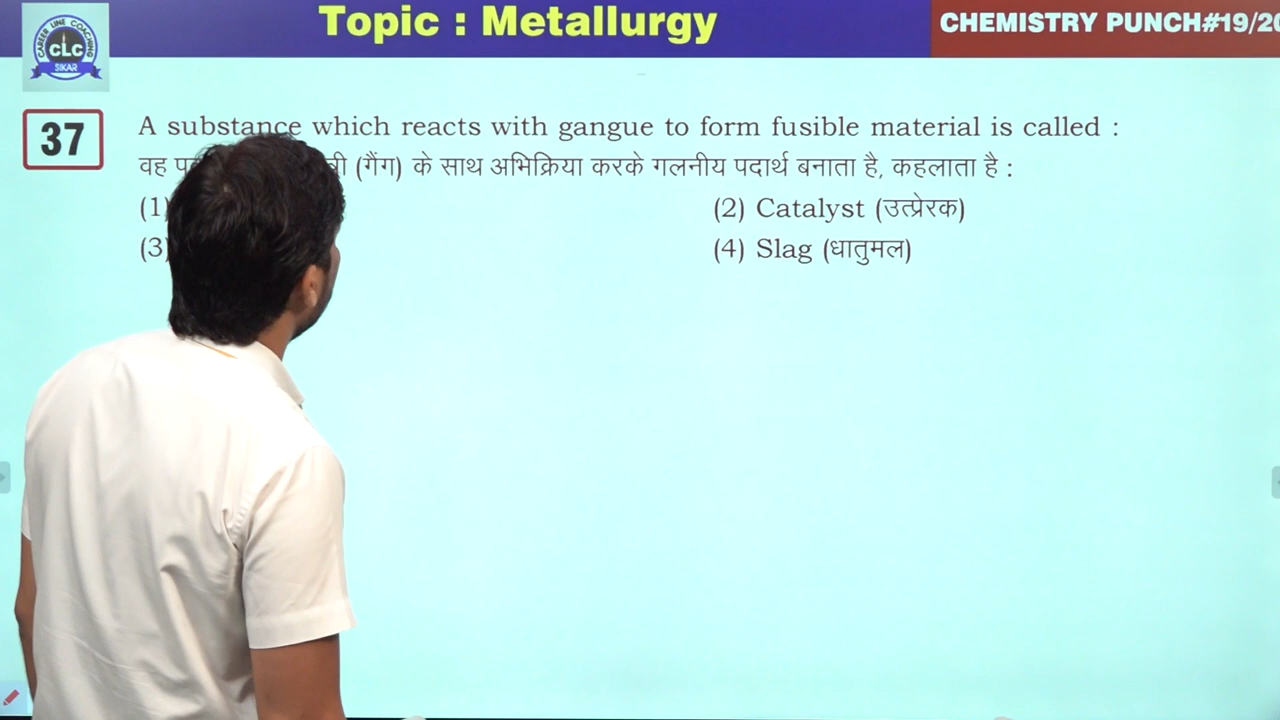 Topic : Metallurgy
CHEMISTRY PUNCH#19/20
CAREER LINE COACHING
CLC
SIKAR
37
A substance which reacts with gangue to form fusible material is called :
वह (गैंग) के साथ अभिक्रिया करके गलनीय पदार्थ बनाता है, कहलाता है :
(1)
(2) Catalyst (उत्प्रेरक)
(3)
(4) Slag (धातुमल)